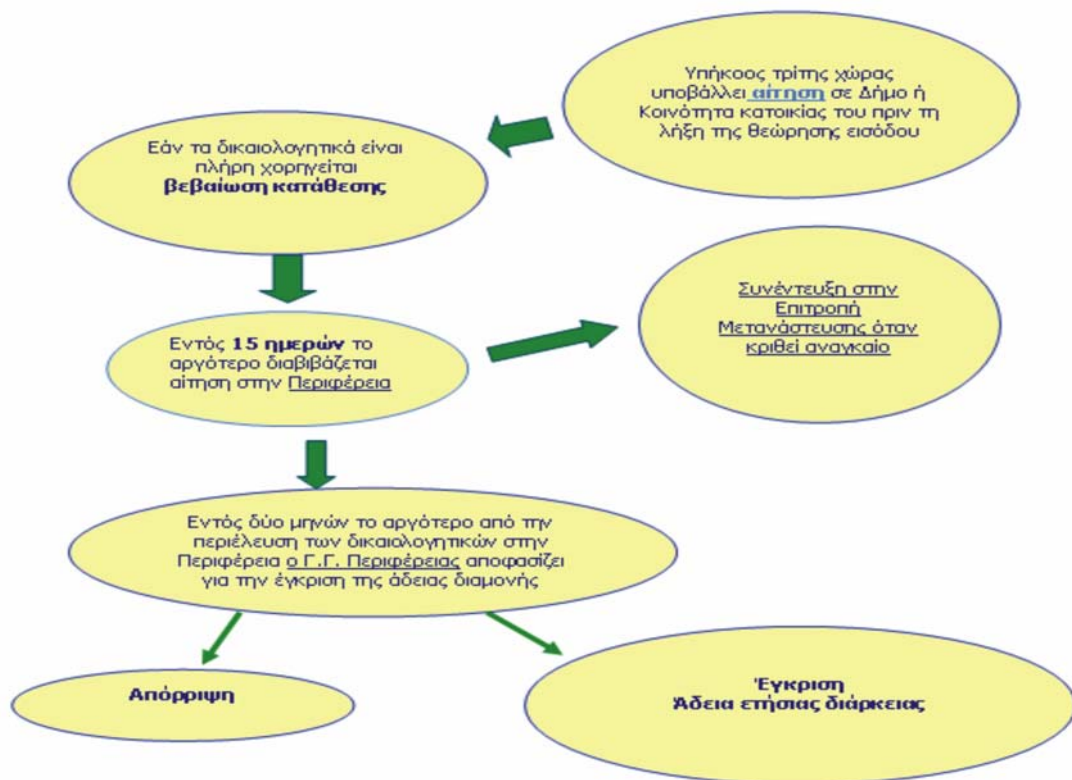 Υπήκοος τρίτης χώρας
υποβάλλει αίτηση σε Δήμο ή
Κοινότητα κατοικίας του πριν τη
λήξη της θεώρησης εισόδου
Εάν τα δικαιολογητικά είναι
πλήρη χορηγείται
βεβαίωση κατάθεσης
Εντός 15 ημερών το
αργότερο διαβιβάζεται
αίτηση στην Περιφέρεια
Συνέντευξη στην
Επιτροπή
Μετανάστευσης όταν
κριθεί αναγκαίο
Εντός δύο μηνών το αργότερο από την
περιέλευση των δικαιολογητικών στην
Περιφέρεια ο Γ.Γ. Περιφέρειας αποφασίζει
για την έγκριση της άδειας διαμονής
Απόρριψη
Έγκριση
Άδεια ετήσιας διάρκειας